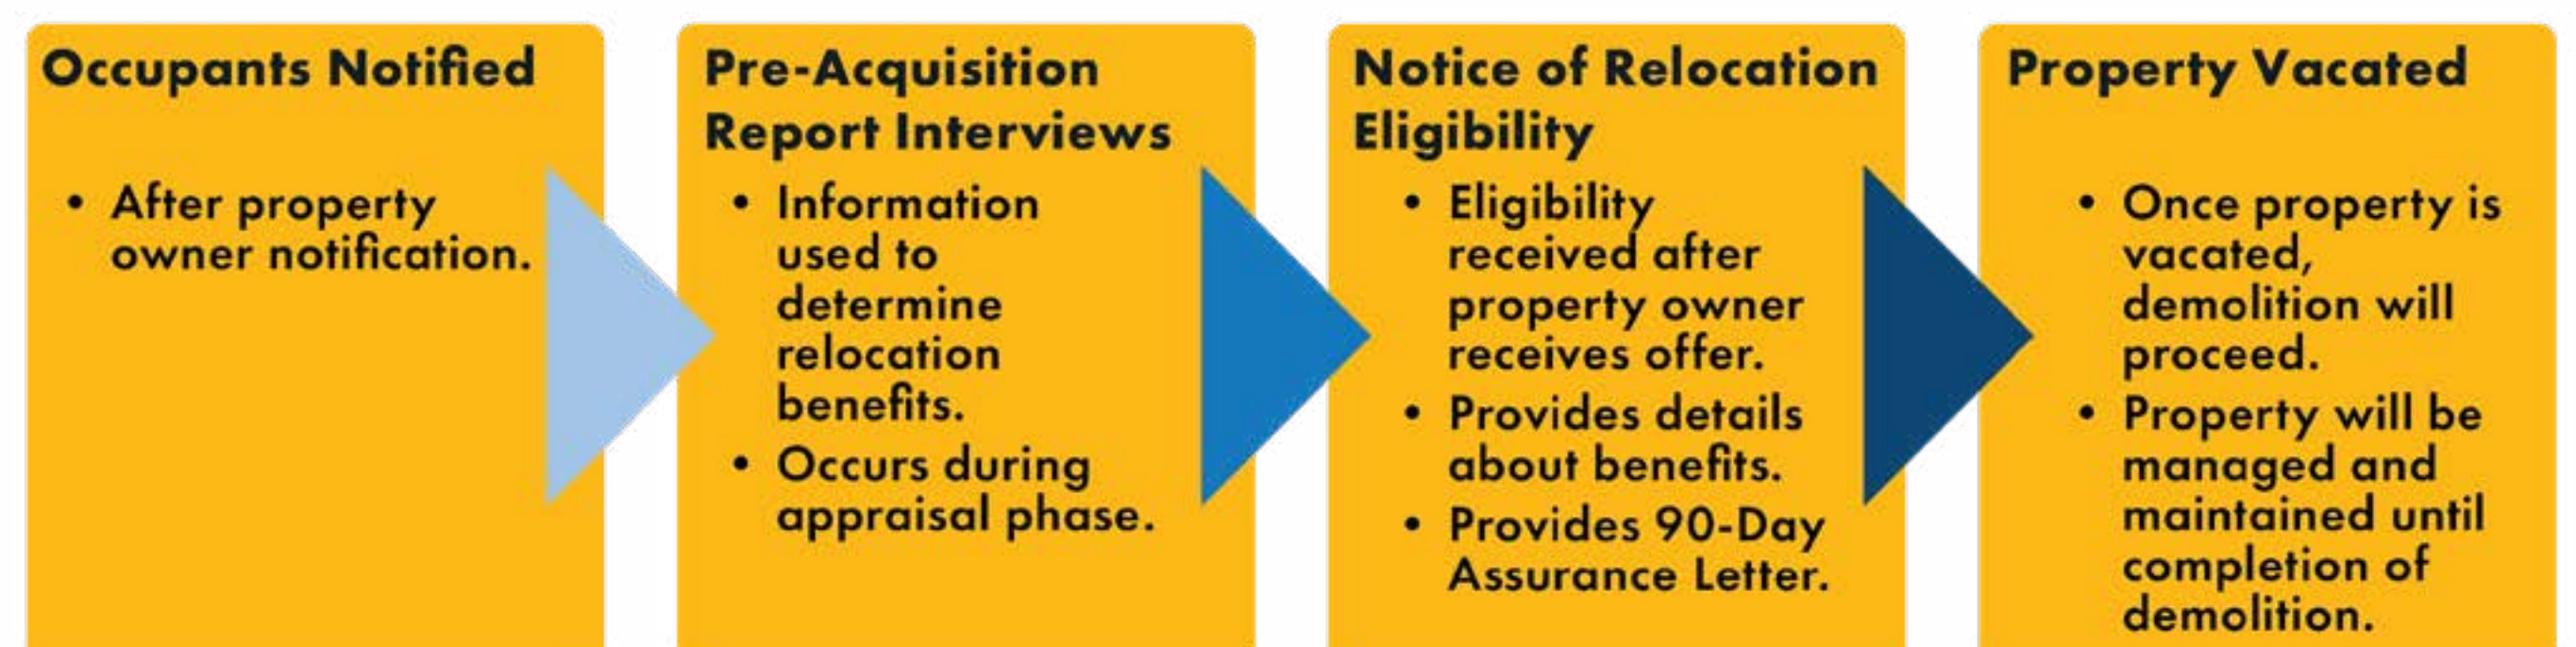 Occupants Notified
• After property
owner notification.
Pre-Acquisition
Report Interviews
• Information
used to
determine
relocation
benefits.
• Occurs during
appraisal phase.
Notice of Relocation
Eligibility
• Eligibility
received after
property owner
receives offer.
• Provides details
about benefits.
• Provides 90-Day
Assurance Letter.
Property Vacated
• Once property is
vacated,
demolition will
proceed.
• Property will be
managed and
maintained until
completion of
demolition.